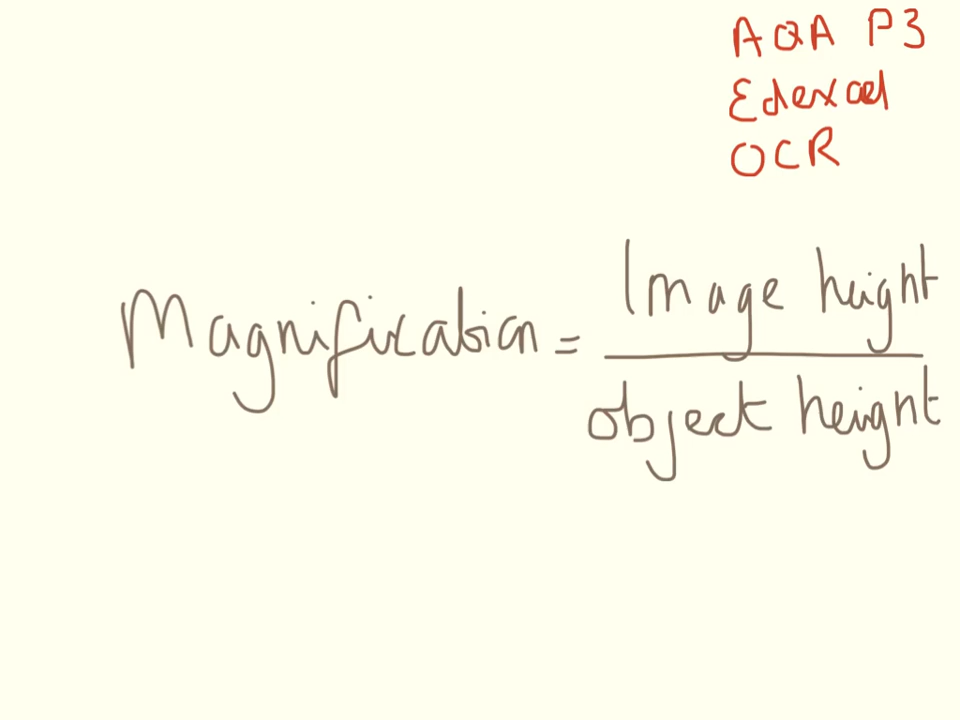 AQA P3
Edexcel
OCR
Magnification = Image height
object height